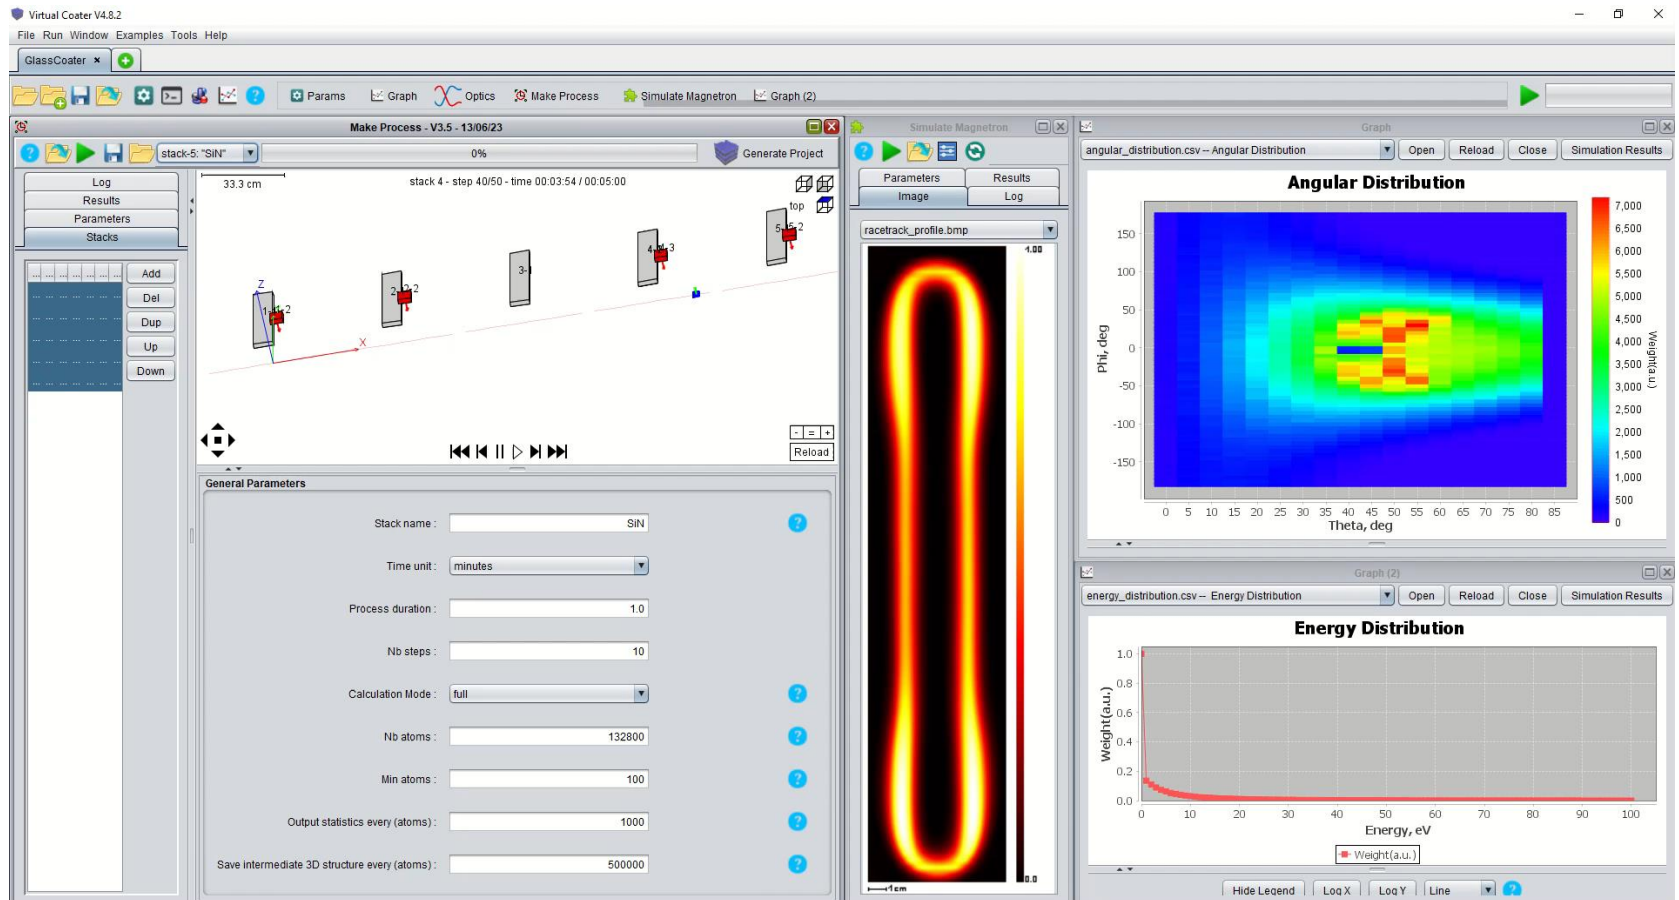 Virtual Coater V4.8.2
File Run Window Examples Tools Help
GlassCoater
Params Graph Optics Make Process Simulate Magnetron Graph (2)
Make Process - V3.5 - 13/06/23
stack-5: "SiN" 0% Generate Project
Log
Results
Parameters
Stacks
Add
Del
Dup
Up
Down
33.3 cm
stack 4 - step 40/50 - time 00:03:54 / 00:05:00
top
Z
X
Reload
General Parameters
Stack name : SiN
Time unit : minutes
Process duration : 1.0
Nb steps : 10
Calculation Mode : full
Nb atoms : 132800
Min atoms : 100
Output statistics every (atoms) : 1000
Save intermediate 3D structure every (atoms) : 500000
Simulate Magnetron
Parameters Results
Image Log
racetrack_profile.bmp
1.00
0.0
1cm
Graph
angular_distribution.csv -- Angular Distribution Open Reload Close Simulation Results
Angular Distribution
Phi, deg
150
100
50
0
-50
-100
-150
0 5 10 15 20 25 30 35 40 45 50 55 60 65 70 75 80 85
Theta, deg
7,000
6,500
6,000
5,500
5,000
4,500
4,000
3,500
3,000
2,500
2,000
1,500
1,000
500
0
Weight(a.u.)
Graph (2)
energy_distribution.csv -- Energy Distribution Open Reload Close Simulation Results
Energy Distribution
Weight(a.u.)
1.0
0.8
0.6
0.4
0.2
0.0
0 10 20 30 40 50 60 70 80 90 100
Energy, eV
Weight(a.u.)
Hide Legend Log X Log Y Line